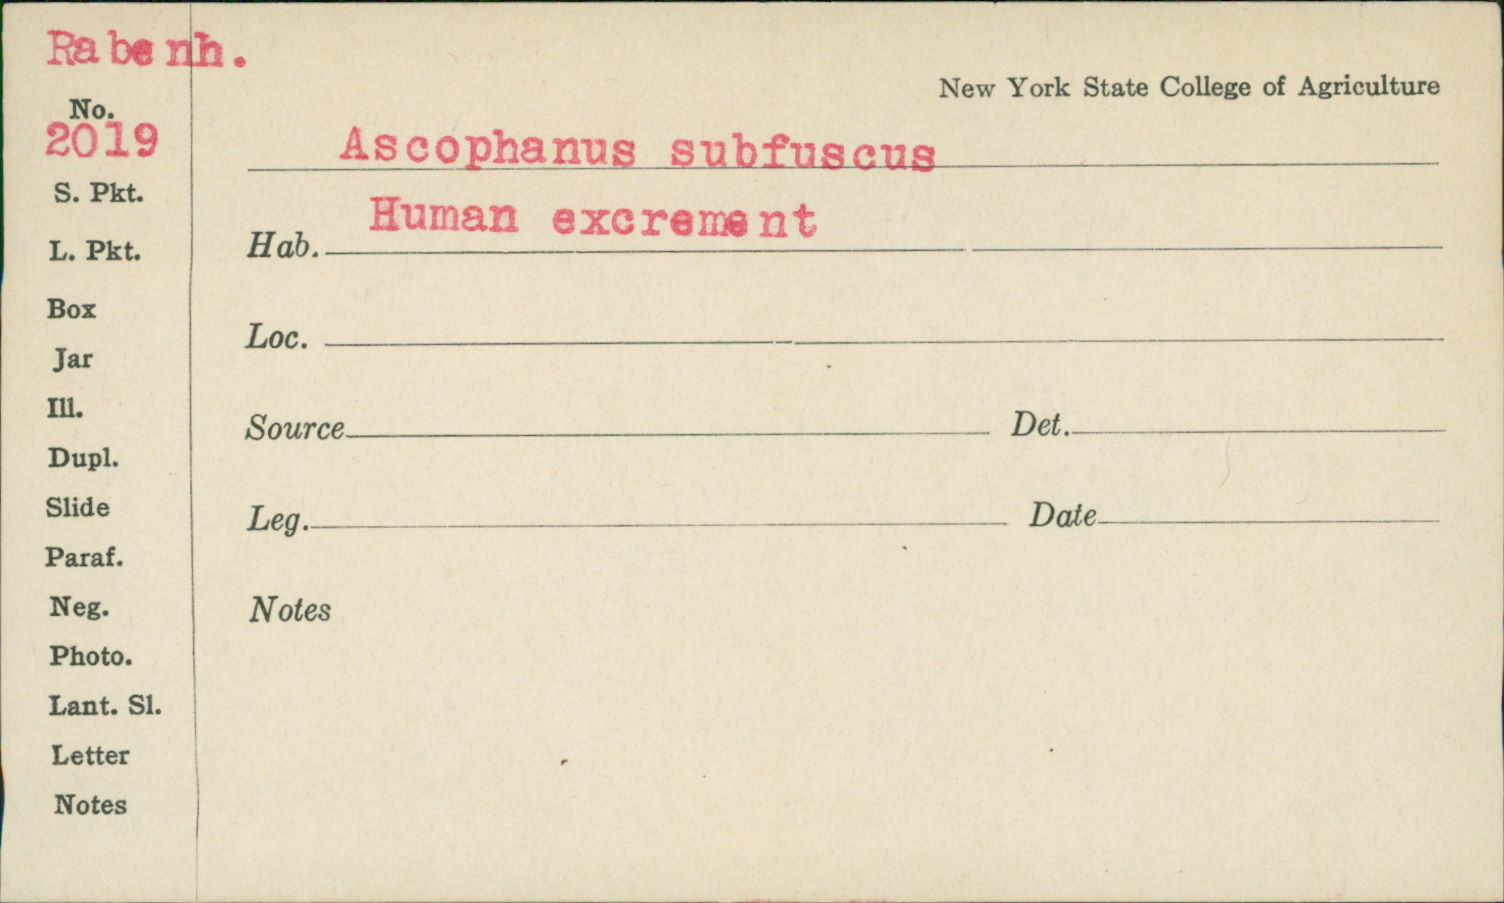 Rabenh.
New York State College of Agriculture
No.
2019
Ascophanus subfuscus
S. Pkt.
Human excrement
L. Pkt.
Hab.
Box
Loc.
Jar
Ill.
Source
Det.
Dupl.
Slide
Leg.
Date
Paraf.
Neg.
Notes
Photo.
Lant. Sl.
Letter
Notes